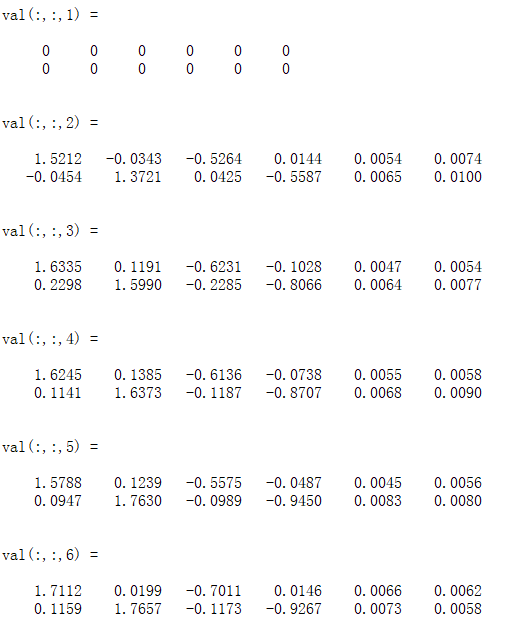 val(:,:,1) =
0 0 0 0 0 0
0 0 0 0 0 0
val(:,:,2) =
1.5212 -0.0343 -0.5264 0.0144 0.0054 0.0074
-0.0454 1.3721 0.0425 -0.5587 0.0065 0.0100
val(:,:,3) =
1.6335 0.1191 -0.6231 -0.1028 0.0047 0.0054
0.2298 1.5990 -0.2285 -0.8066 0.0064 0.0077
val(:,:,4) =
1.6245 0.1385 -0.6136 -0.0738 0.0055 0.0058
0.1141 1.6373 -0.1187 -0.8707 0.0068 0.0090
val(:,:,5) =
1.5788 0.1239 -0.5575 -0.0487 0.0045 0.0056
0.0947 1.7630 -0.0989 -0.9450 0.0083 0.0080
val(:,:,6) =
1.7112 0.0199 -0.7011 0.0146 0.0066 0.0062
0.1159 1.7657 -0.1173 -0.9267 0.0073 0.0058